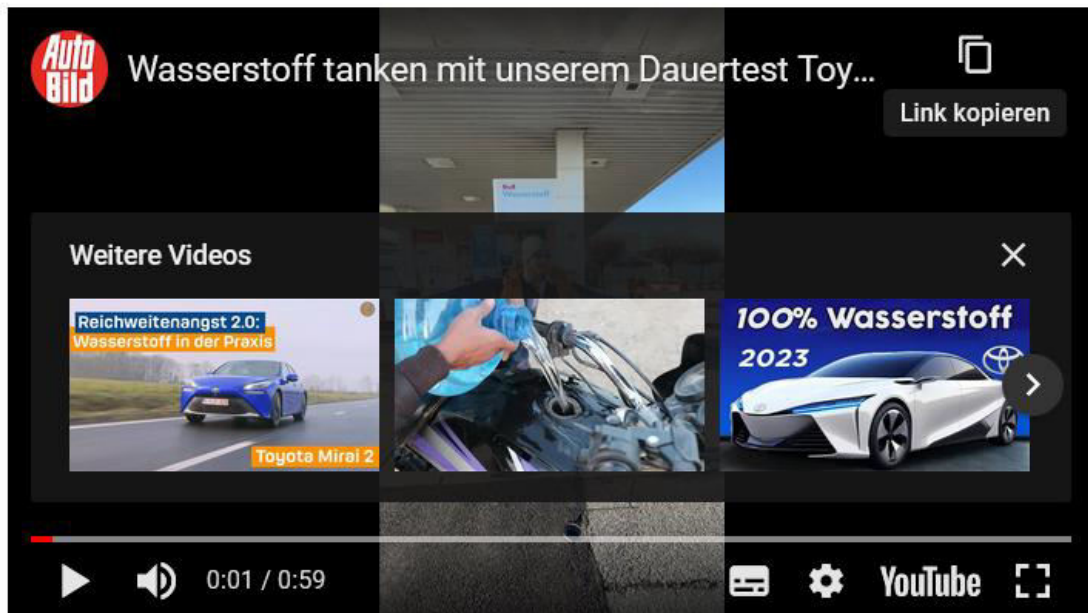 Auto
Bild
Wasserstoff tanken mit unserem Dauertest Toy...
Link kopieren
Wasserstoff
Weitere Videos
Reichweitenangst 2.0:
Wasserstoff in der Praxis
Toyota Mirai 2
100% Wasserstoff
2023
0:01 / 0:59
YouTube